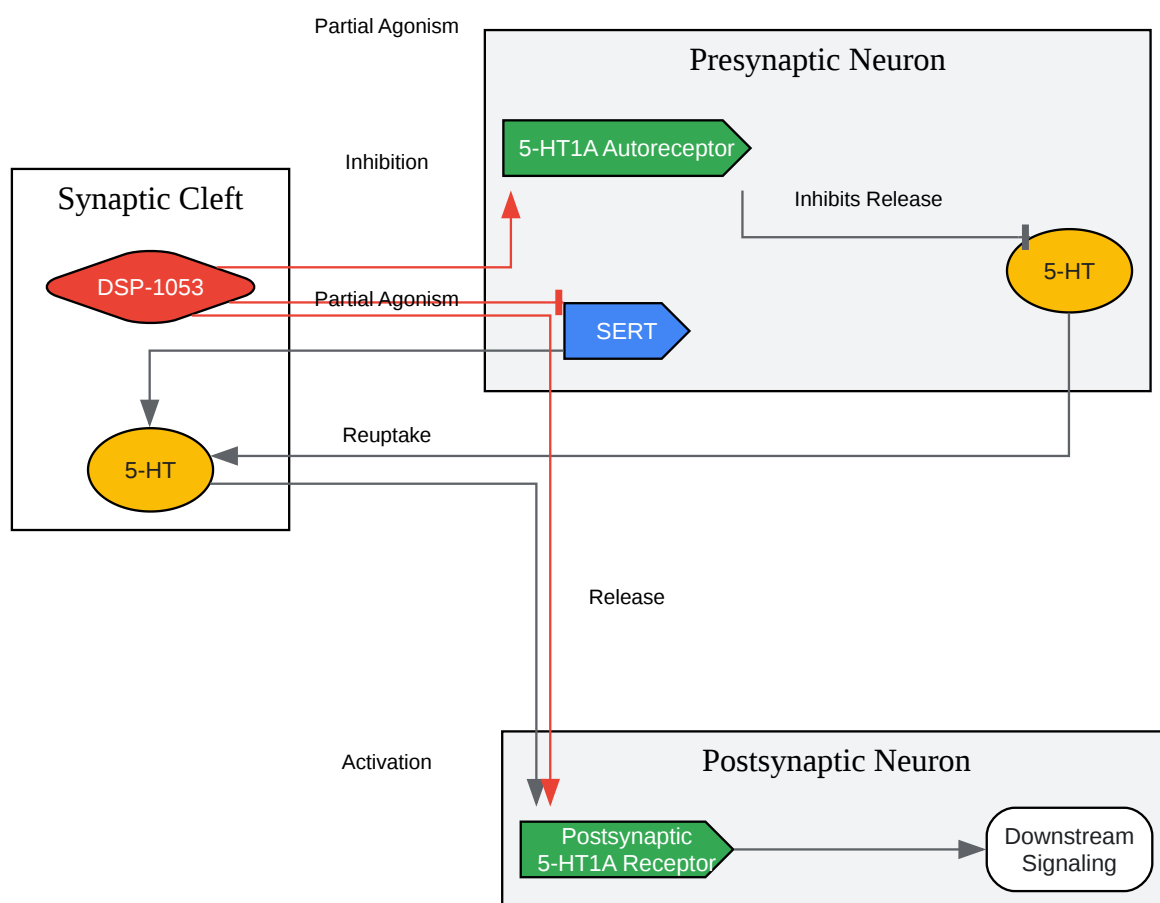 Partial Agonism
Presynaptic Neuron
5-HT1A Autoreceptor
Inhibition
Synaptic Cleft
Inhibits Release
5-HT
DSP-1053
Partial Agonism
SERT
Reuptake
5-HT
Release
Activation
Postsynaptic Neuron
Postsynaptic
5-HT1A Receptor
Downstream
Signaling